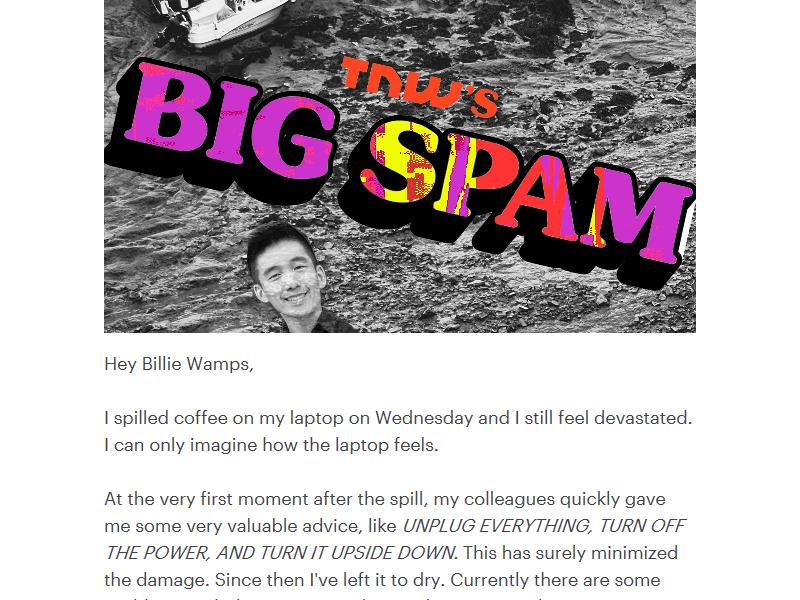 TNW's
BIG SPAM
Hey Billie Wamps,
I spilled coffee on my laptop on Wednesday and I still feel devastated.
I can only imagine how the laptop feels.
At the very first moment after the spill, my colleagues quickly gave
me some very valuable advice, like UNPLUG EVERYTHING, TURN OFF
THE POWER, AND TURN IT UPSIDE DOWN. This has surely minimized
the damage. Since then I've left it to dry. Currently there are some